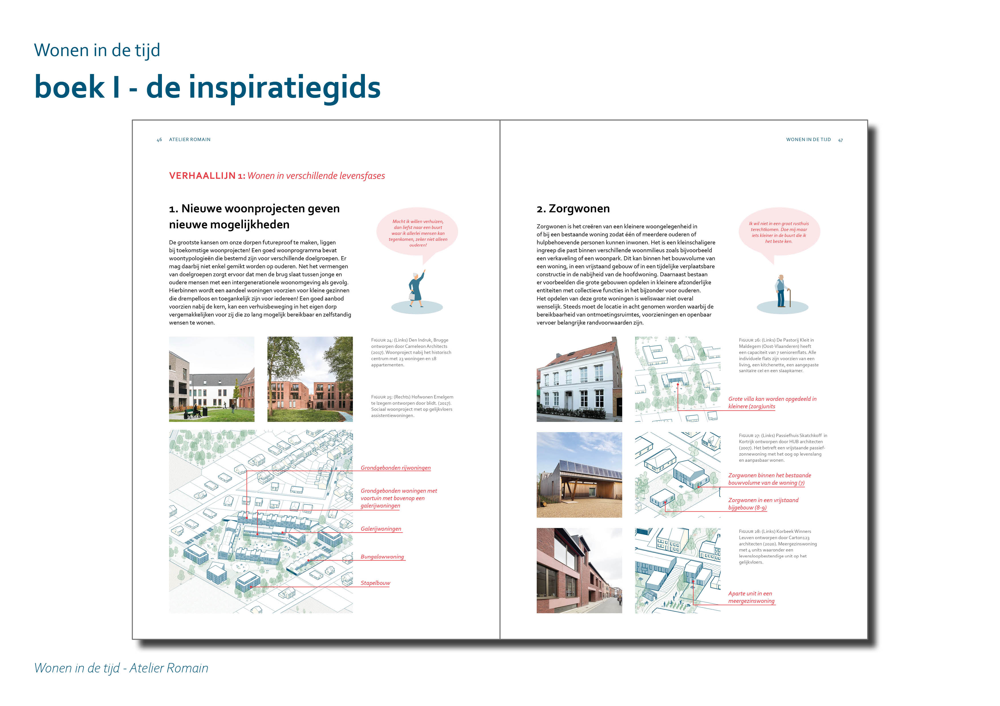 Wonen in de tijd
boek I - de inspiratiegids
46 ATELIER ROMAIN
VERHAALLIJN 1: Wonen in verschillende levensfases
1. Nieuwe woonprojecten geven
nieuwe mogelijkheden
De grootste kansen om onze dorpen futureproof te maken, liggen
bij toekomstige woonprojecten! Een goed woonprogramma bevat
woontypologieën die bestemd zijn voor verschillende doelgroepen. Er
mag daarbij niet enkel gemikt worden op ouderen. Net het vermengen
van doelgroepen zorgt ervoor dat men de brug slaat tussen jonge en
oudere mensen met een intergenerationele woonomgeving als gevolg.
Hierbinnen wordt een aandeel woningen voorzien voor kleine gezinnen
die drempelloos en toegankelijk zijn voor iedereen! Een goed aanbod
voorzien nabij de kern, kan een verhuisbeweging in het eigen dorp
vergemakkelijken voor zij die zo lang mogelijk bereikbaar en zelfstandig
wensen te wonen.
Mocht ik willen verhuizen,
dan liefst naar een buurt
waar ik allerlei mensen kan
tegenkomen, zeker niet alleen
ouderen!
FIGUUR 24: (Links) Den Indruk, Brugge
ontworpen door Cameleon Architects
(2017). Woonproject nabij het historisch
centrum met 23 woningen en 18
appartementen.
FIGUUR 25: (Rechts) Hofwonen Emelgem
te Izegem ontworpen door blidt. (2017).
Sociaal woonproject met op gelijkvloers
assistentiewoningen.
Grondgebonden rijwoningen
Grondgebonden woningen met
voortuin met bovenop een
galerijwoningen
Galerijwoningen
Bungalowwoning
Stapelbouw
WONEN IN DE TIJD 47
2. Zorgwonen
Zorgwonen is het creëren van een kleinere woongelegenheid in
of bij een bestaande woning zodat één of meerdere ouderen of
hulpbehoevende personen kunnen inwonen. Het is een kleinschaligere
ingreep die past binnen verschillende woonmilieus zoals bijvoorbeeld
een verkaveling of een woonpark. Dit kan binnen het bouwvolume van
een woning, in een vrijstaand gebouw of in een tijdelijke verplaatsbare
constructie in de nabijheid van de hoofdwoning. Daarnaast bestaan
er voorbeelden die grote gebouwen opdelen in kleinere afzonderlijke
entiteiten met collectieve functies in het bijzonder voor ouderen.
Het opdelen van deze grote woningen is weliswaar niet overal
wenselijk. Steeds moet de locatie in acht genomen worden waarbij de
bereikbaarheid van ontmoetingsruimtes, voorzieningen en openbaar
vervoer belangrijke randvoorwaarden zijn.
Ik wil niet in een groot rusthuis
terechtkomen. Doe mij maar
iets kleiner in de buurt die ik
het beste ken.
FIGUUR 26: (Links) De Pastorij Kleit in
Maldegem (Oost-Vlaanderen) heeft
een capaciteit van 7 seniorenflats. Alle
individuele flats zijn voorzien van een
living, een kitchenette, een aangepaste
sanitaire cel en een slaapkamer.
Grote villa kan worden opgedeeld in
kleinere (zorg)units
FIGUUR 27: (Links) Passiefhuis Skatchkoff in
Kortrijk ontworpen door HUB architecten
(2007). Het betreft een vrijstaande passief-
zonnewoning met het oog op levenslang
en aanpasbaar wonen.
Zorgwonen binnen het bestaande
bouwvolume van de woning (7)
Zorgwonen in een vrijstaand
bijgebouw (8-9)
FIGUUR 28: (Links) Korbeek Winners
Leuven ontworpen door Carton123
architecten (2020). Meergezinswoning
met 4 units waaronder een
levensloopbestendige unit op het
gelijkvloers.
Aparte unit in een
meergezinswoning
Wonen in de tijd - Atelier Romain